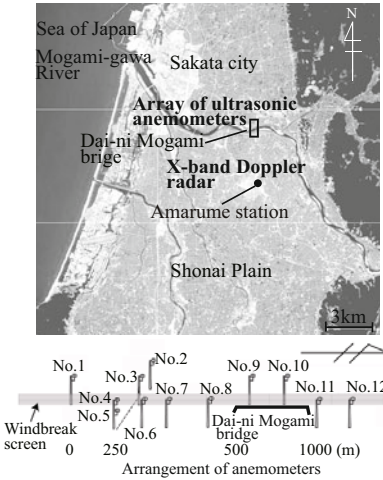 Sea of Japan
N
Mogami-gawa
River
Sakata city
Array of ultrasonic
anemometers
Dai-ni Mogami
brige
X-band Doppler
radar
Amarume station
Shonai Plain
3km
No.1
No.2
No.3
No.9
No.10
No.4
No.5
No.6
No.7
No.8
No.11
No.12
Windbreak
screen
Dai-ni Mogami
bridge
0 250 500 1000 (m)
Arrangement of anemometers